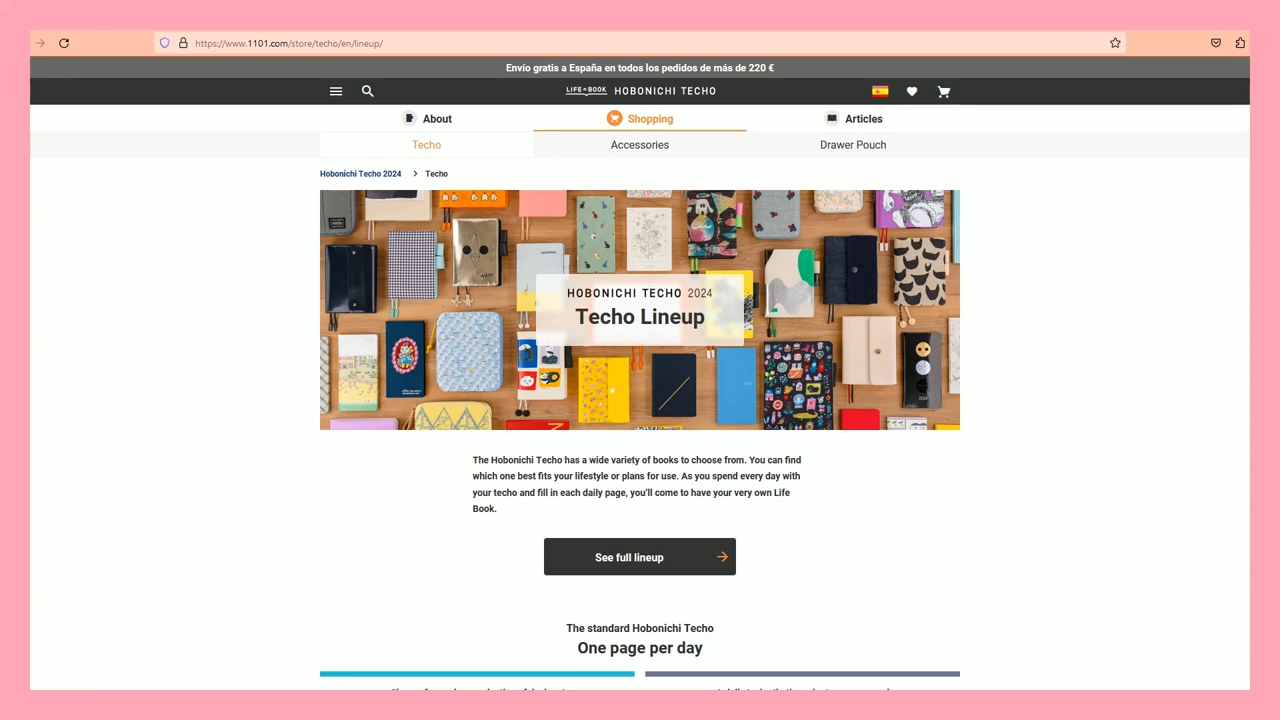 https://www.1101.com/store/techo/en/lineup/
Envío gratis a España en todos los pedidos de más de 220 €
LIFE BOOK HOBONICHI TECHO
About
Shopping
Articles
Techo
Accessories
Drawer Pouch
Hobonichi Techo 2024 > Techo
HOBONICHI TECHO 2024
Techo Lineup
The Hobonichi Techo has a wide variety of books to choose from. You can find
which one best fits your lifestyle or plans for use. As you spend every day with
your techo and fill in each daily page, you’ll come to have your very own Life
Book.
See full lineup
The standard Hobonichi Techo
One page per day